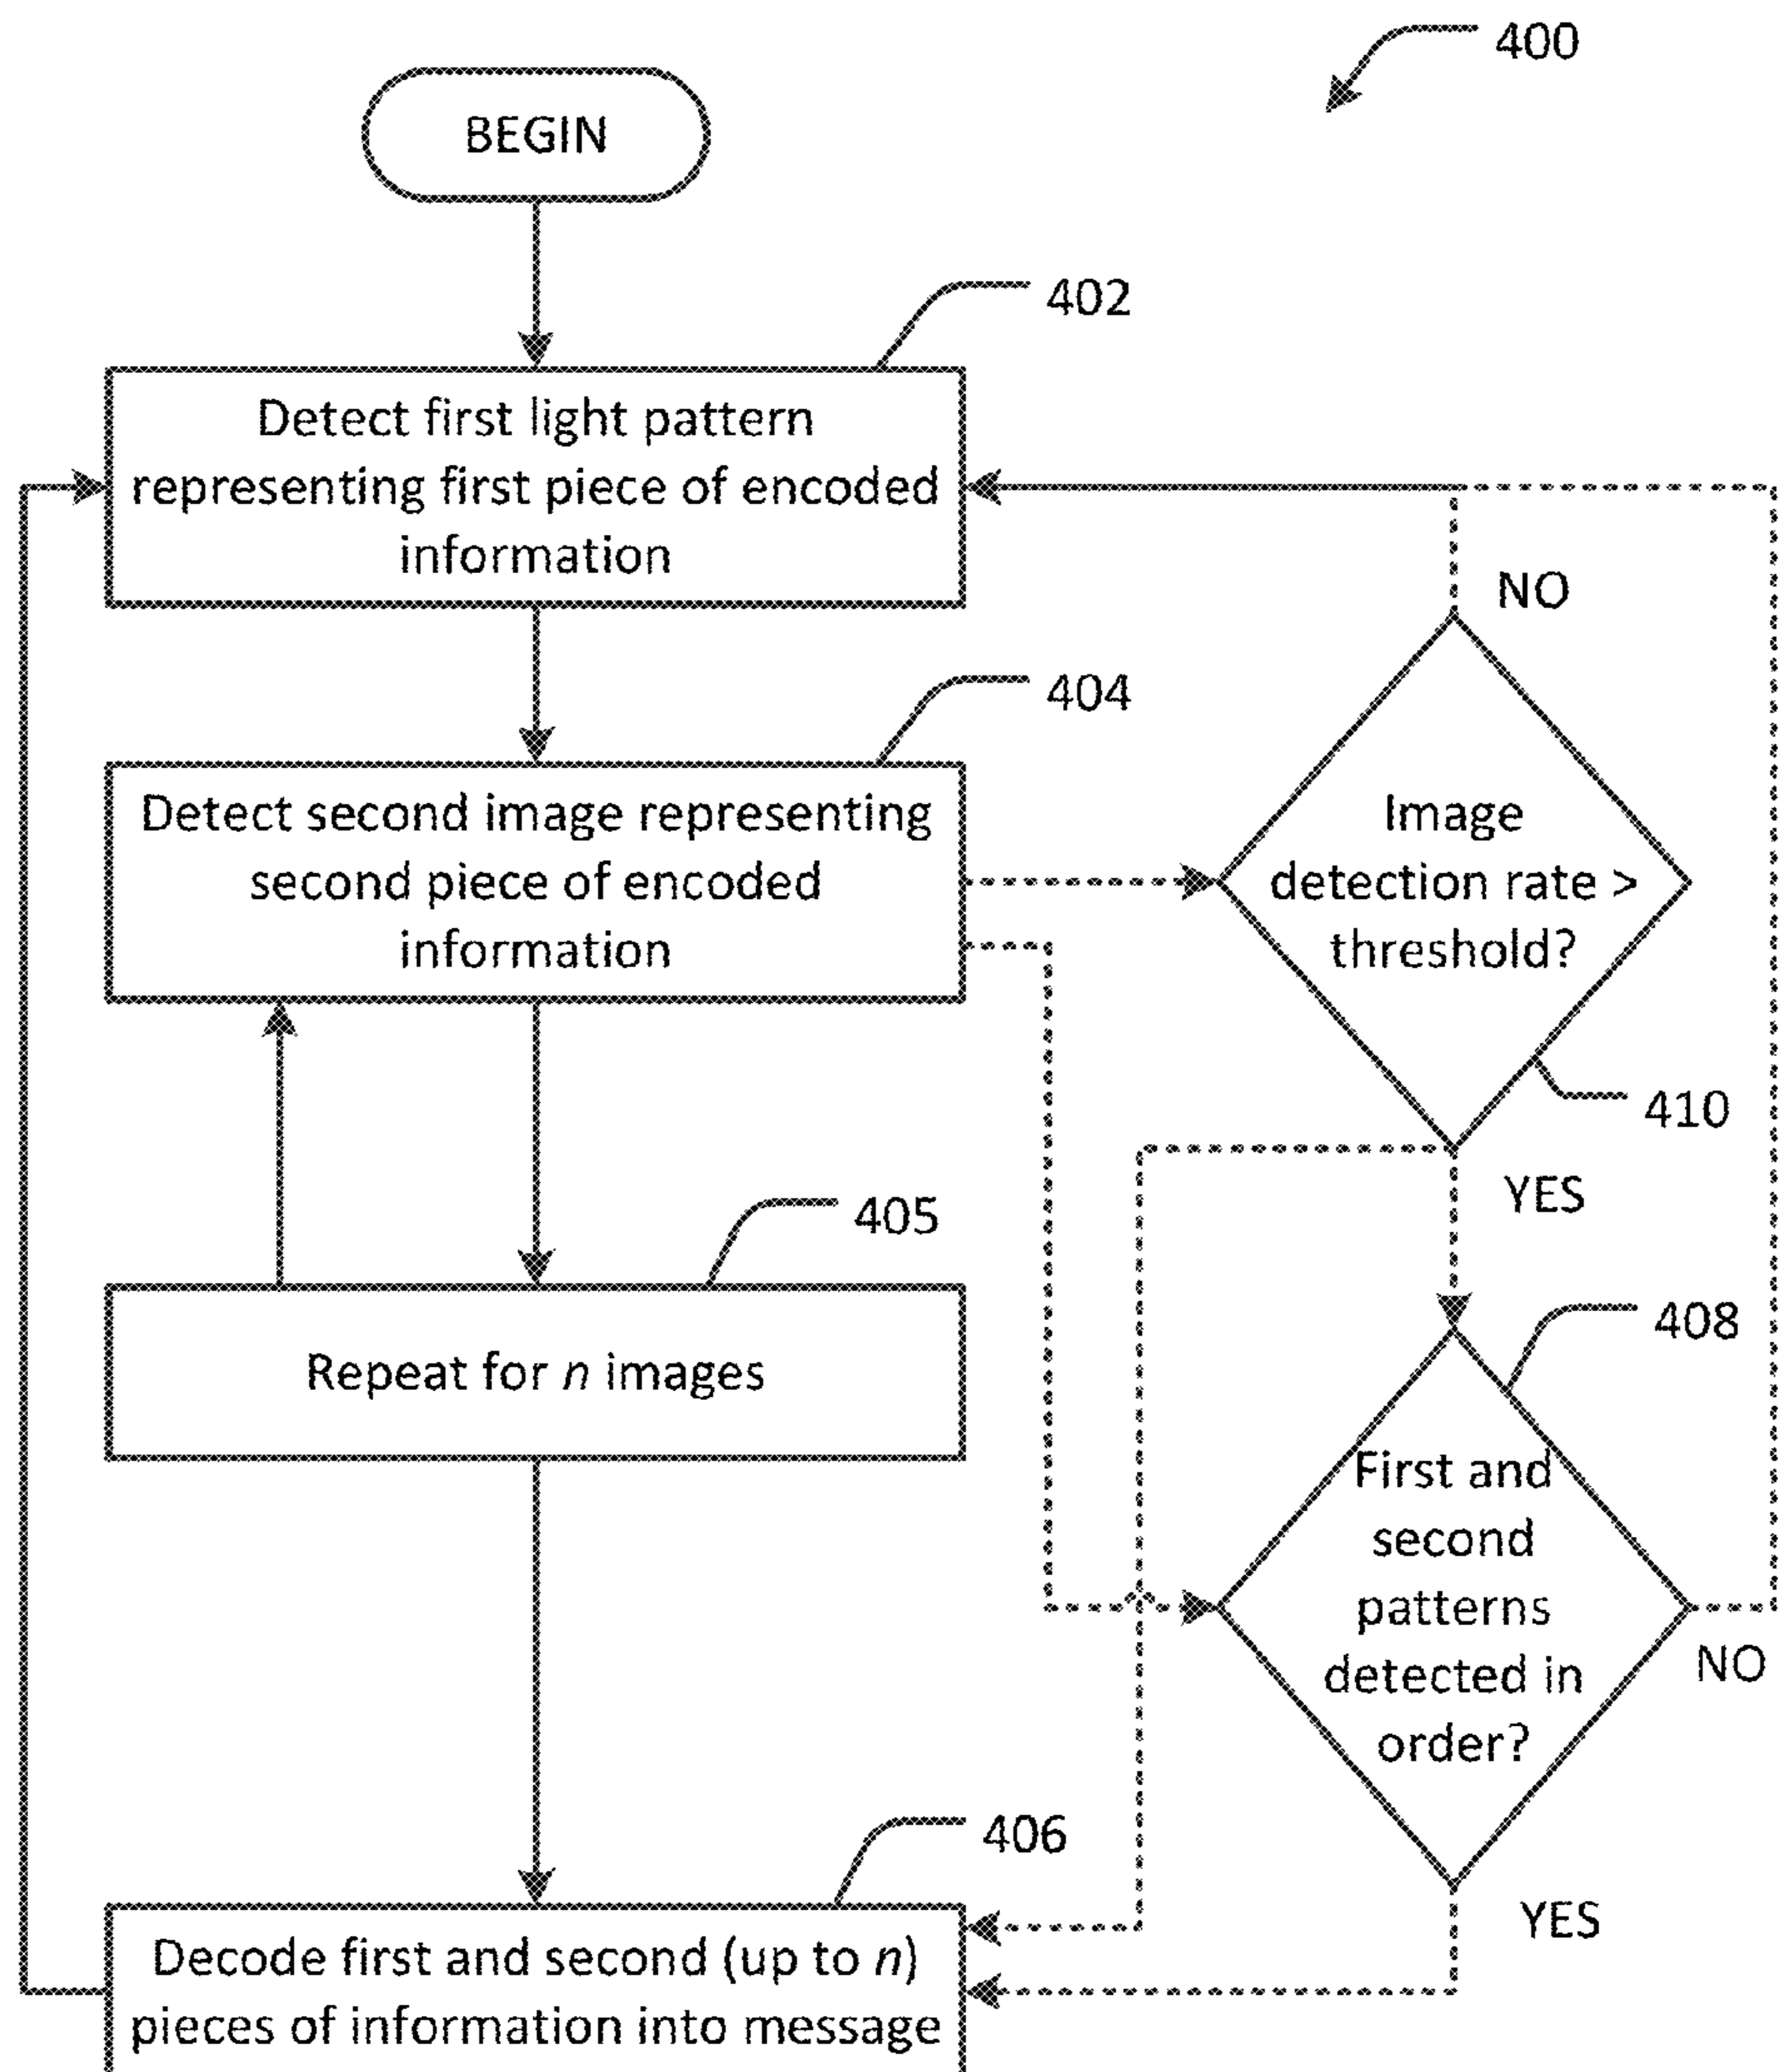 400
BEGIN
402
Detect first light pattern
representing first piece of encoded
information
NO
404
Detect second image representing
second piece of encoded
information
Image
detection rate >
threshold?
410
YES
405
Repeat for n images
408
First and
second
patterns
detected in
order?
NO
406
YES
Decode first and second (up to n)
pieces of information into message